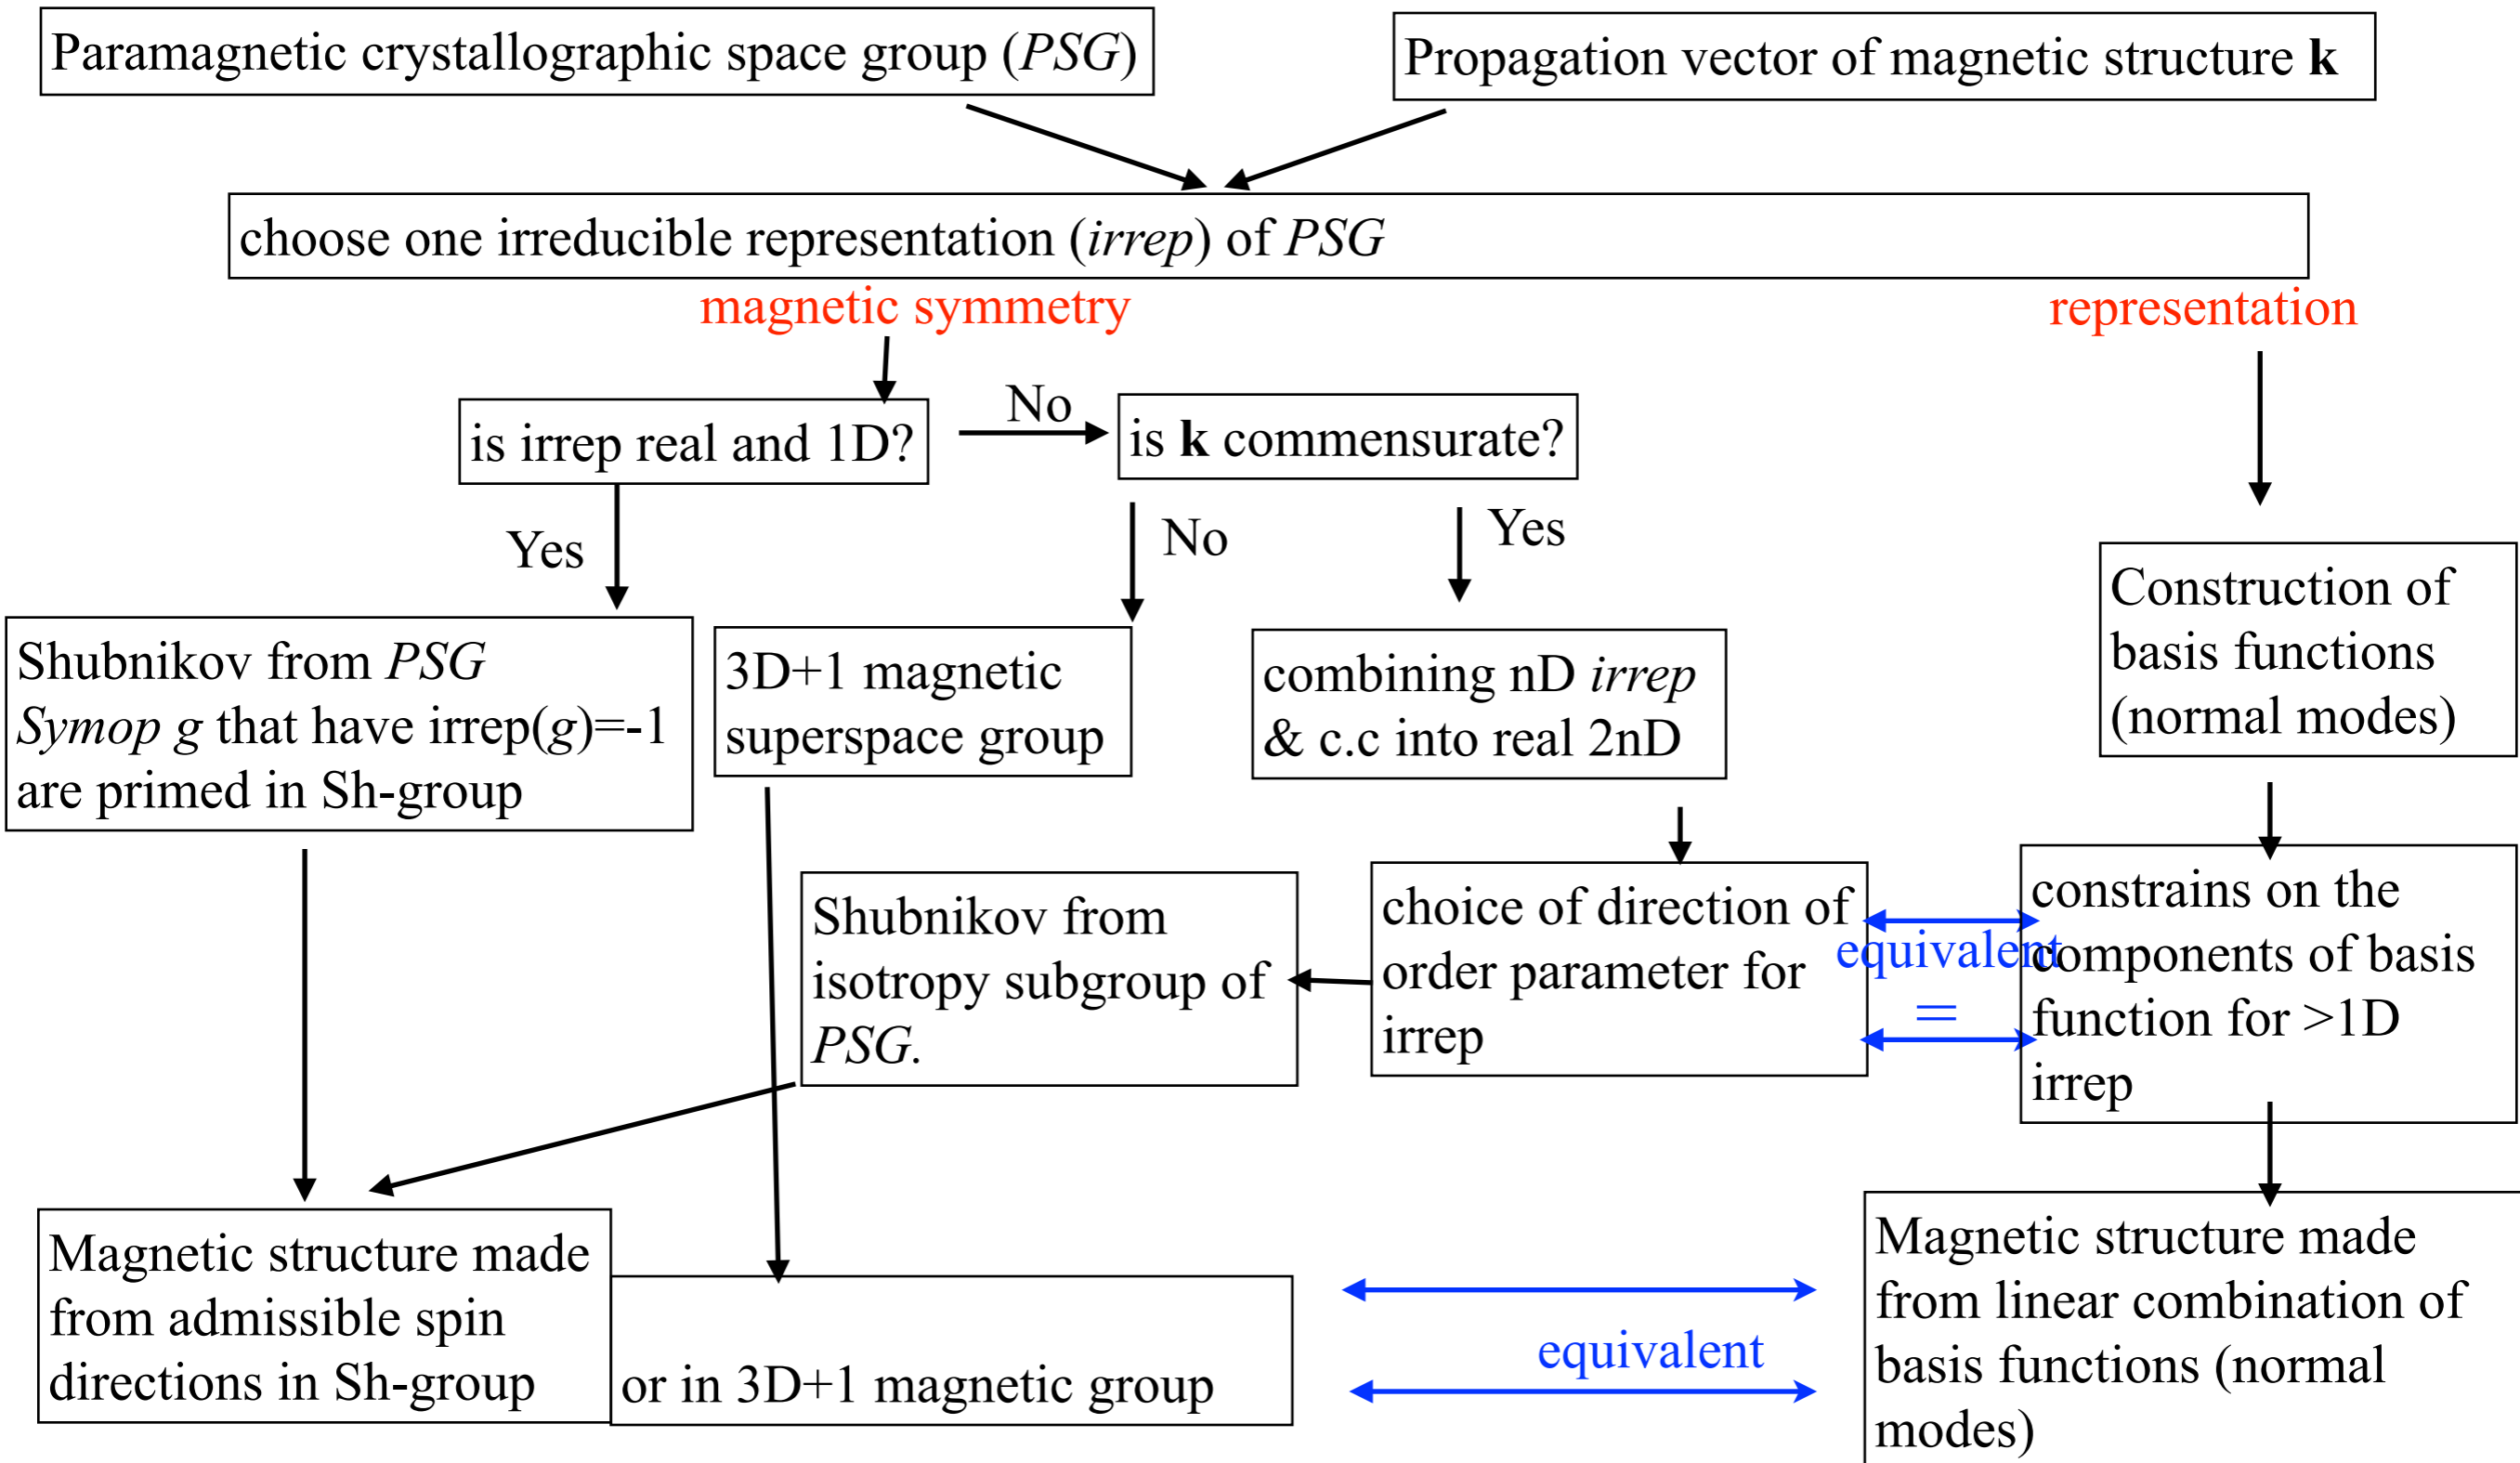 Paramagnetic crystallographic space group (PSG)
Propagation vector of magnetic structure k
choose one irreducible representation (irrep) of PSG
magnetic symmetry
representation
is irrep real and 1D?
No
is k commensurate?
Yes
No
Yes
Shubnikov from PSG
Symop g that have irrep(g)=-1
are primed in Sh-group
3D+1 magnetic
superspace group
combining nD irrep
& c.c into real 2nD
Construction of
basis functions
(normal modes)
Shubnikov from
isotropy subgroup of
PSG.
choice of direction of
order parameter for
irrep
equivalent
=
constrains on the
components of basis
function for >1D
irrep
Magnetic structure made
from admissible spin
directions in Sh-group
or in 3D+1 magnetic group
equivalent
Magnetic structure made
from linear combination of
basis functions (normal
modes)